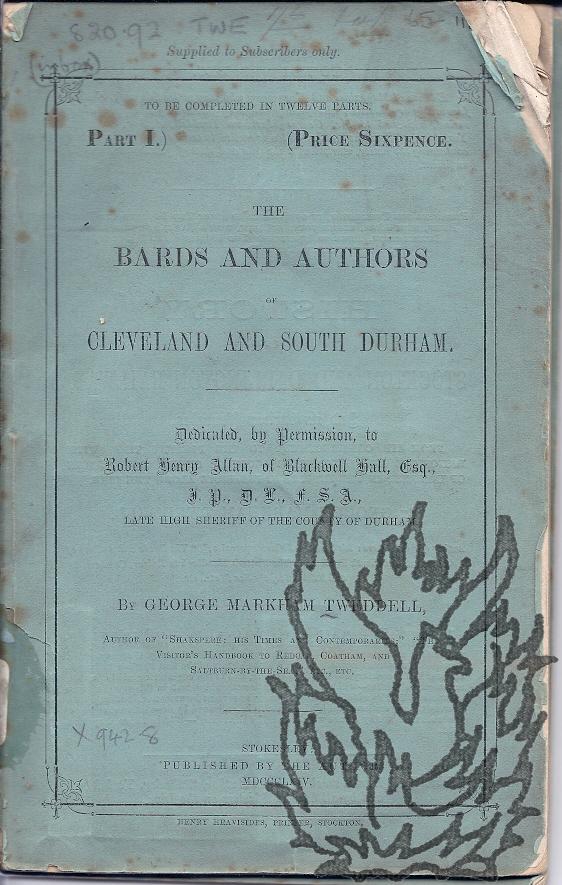 820.92 TWE
Supplied to Subscribers only.
TO BE COMPLETED IN TWELVE PARTS.
PART I.) (PRICE SIXPENCE.
THE
BARDS AND AUTHORS
OF
CLEVELAND AND SOUTH DURHAM.
Dedicated, by Permission, to
Robert Henry Allan, of Blackwell Hall, Esq.,
J. P., D. L., F. S. A.,
LATE HIGH SHERIFF OF THE COUNTY OF DURHAM
BY GEORGE MARKHAM TWEDDELL,
AUTHOR OF "SHAKSPERE: HIS TIMES AND CONTEMPORARIES;"
VISITOR'S HANDBOOK TO REDCAR, COATHAM, AND
SALTBURN-BY-THE-SEA," ETC., ETC.
STOKESLEY:
PUBLISHED BY THE AUTHOR
X 942-8
HENRY HEAVISIDES, PRINTER, STOCKTON.